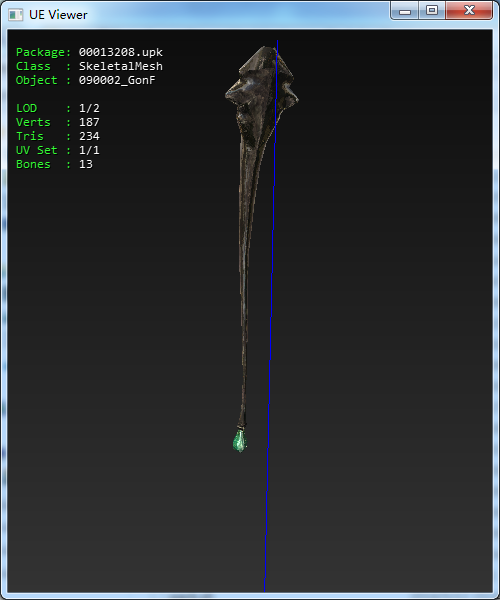 UE Viewer
Package: 00013208.upk
Class : SkeletalMesh
Object : 090002_GonF
LOD : 1/2
Verts : 187
Tris : 234
UV Set : 1/1
Bones : 13